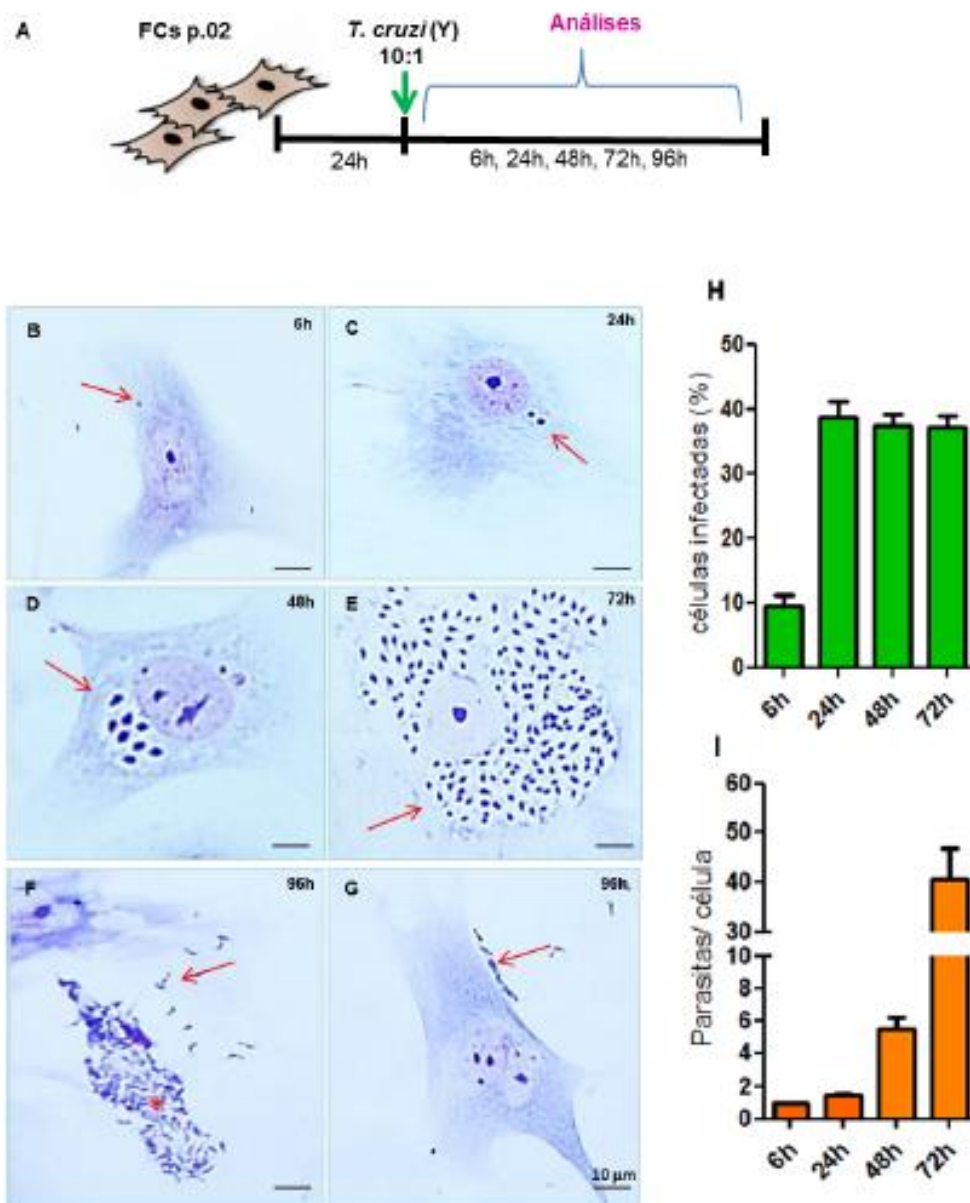 A
FCs p.02
T. cruzi (Y)
10:1
Análises
24h
6h, 24h, 48h, 72h, 96h
B
6h
C
24h
D
48h
E
72h
F
96h
G
96h
10 µm
H
células infectadas (%)
50
40
30
20
10
0
6h
24h
48h
72h
I
Parasitas/ célula
60
50
40
30
8
6
4
2
0
6h
24h
48h
72h